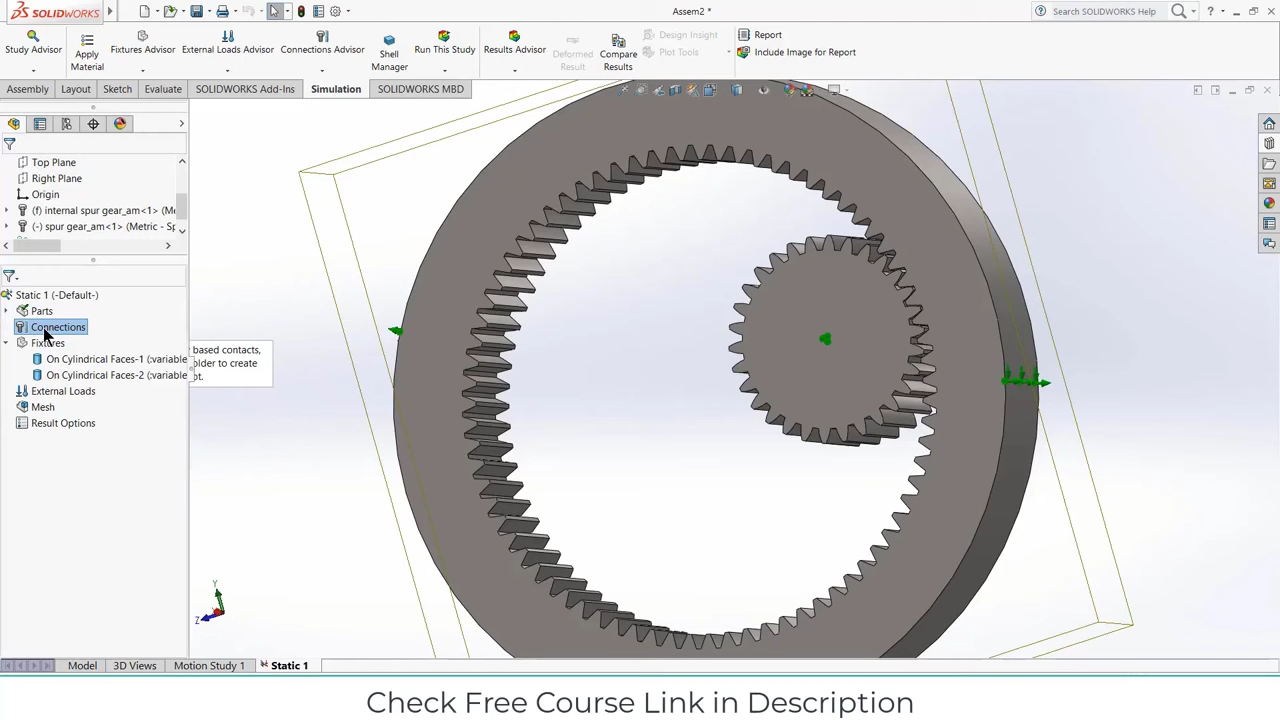 SOLIDWORKS
Assem2 *
Search SOLIDWORKS Help
Study Advisor
Apply
Material
Fixtures Advisor
External Loads Advisor
Connections Advisor
Shell
Manager
Run This Study
Results Advisor
Deformed
Result
Compare
Results
Design Insight
Plot Tools
Report
Include Image for Report
Assembly
Layout
Sketch
Evaluate
SOLIDWORKS Add-Ins
Simulation
SOLIDWORKS MBD
Top Plane
Right Plane
Origin
(f) internal spur gear_am<1> (Me
(-) spur gear_am<1> (Metric - Sp
Static 1 (-Default-)
Parts
Connections
based contacts,
older to create
ot.
Fixtures
On Cylindrical Faces-1 (:variable
On Cylindrical Faces-2 (:variable
External Loads
Mesh
Result Options
Y
Z
Model
3D Views
Motion Study 1
Static 1
Check Free Course Link in Description